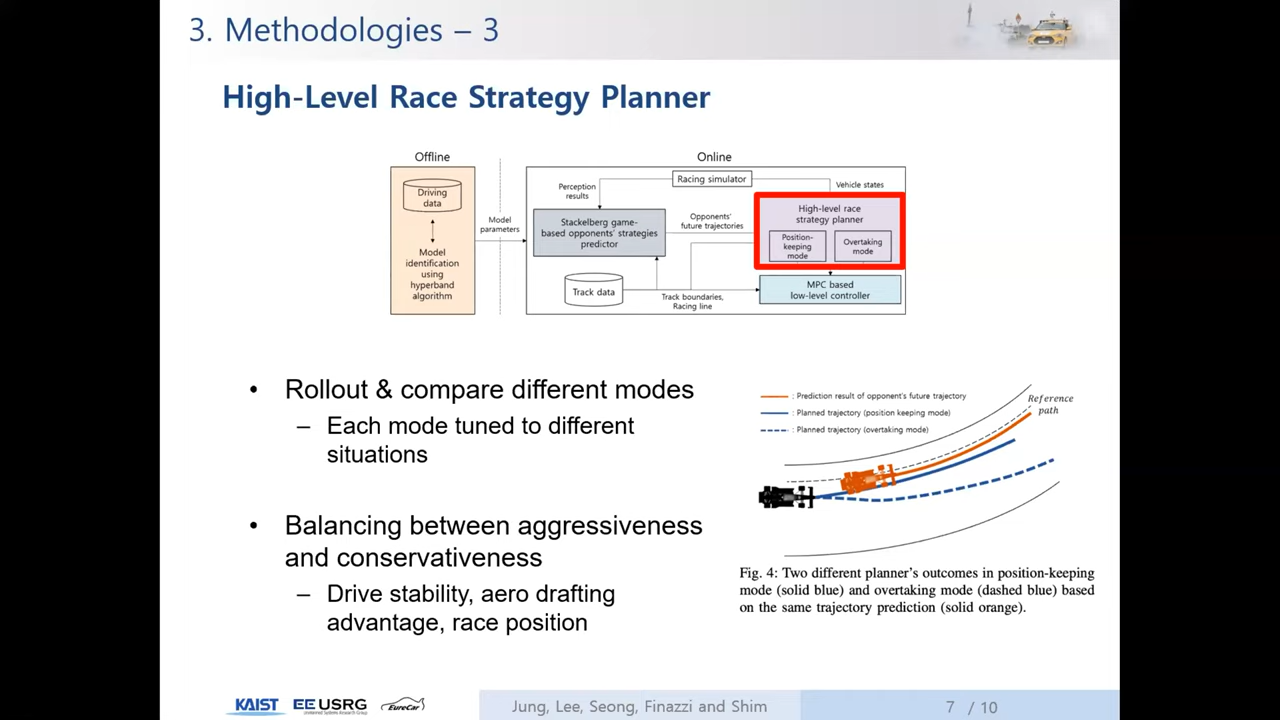 3. Methodologies – 3
High-Level Race Strategy Planner
Offline
Online
Driving
data
Model
identification
using
hyperband
algorithm
Model
parameters
Perception
results
Racing simulator
Vehicle states
Stackelberg game-
based opponents' strategies
predictor
Opponents'
future trajectories
High-level race
strategy planner
Position-
keeping
mode
Overtaking
mode
Track data
Track boundaries,
Racing line
MPC based
low-level controller
• Rollout & compare different modes
– Each mode tuned to different
situations
• Balancing between aggressiveness
and conservativeness
– Drive stability, aero drafting
advantage, race position
: Prediction result of opponent's future trajectory
: Planned trajectory (position keeping mode)
: Planned trajectory (overtaking mode)
Reference
path
Fig. 4: Two different planner's outcomes in position-keeping
mode (solid blue) and overtaking mode (dashed blue) based
on the same trajectory prediction (solid orange).
KAIST EE USRG EureCar
Jung, Lee, Seong, Finazzi and Shim
7 / 10